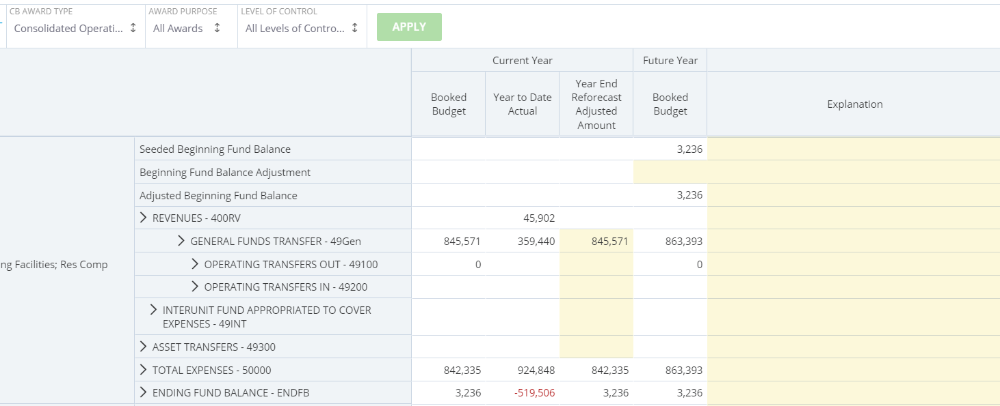 CB AWARD TYPE AWARD PURPOSE LEVEL OF CONTROL
Consolidated Operati... All Awards All Levels of Contro... APPLY
Current Year Future Year
Booked Budget Year to Date Actual Year End Reforecast Adjusted Amount Booked Budget Explanation
Seeded Beginning Fund Balance 3,236
Beginning Fund Balance Adjustment
Adjusted Beginning Fund Balance 3,236
REVENUES - 400RV 45,902
GENERAL FUNDS TRANSFER - 49Gen 845,571 359,440 845,571 863,393
ng Facilities; Res Comp OPERATING TRANSFERS OUT - 49100 0 0
OPERATING TRANSFERS IN - 49200
INTERUNIT FUND APPROPRIATED TO COVER
EXPENSES - 49INT
ASSET TRANSFERS - 49300
TOTAL EXPENSES - 50000 842,335 924,848 842,335 863,393
ENDING FUND BALANCE - ENDFB 3,236 -519,506 3,236 3,236